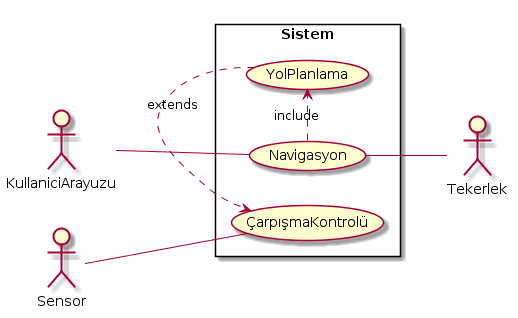 Sistem
YolPlanlama
extends
include
KullaniciArayuzu
Navigasyon
Tekerlek
ÇarpışmaKontrolü
Sensor